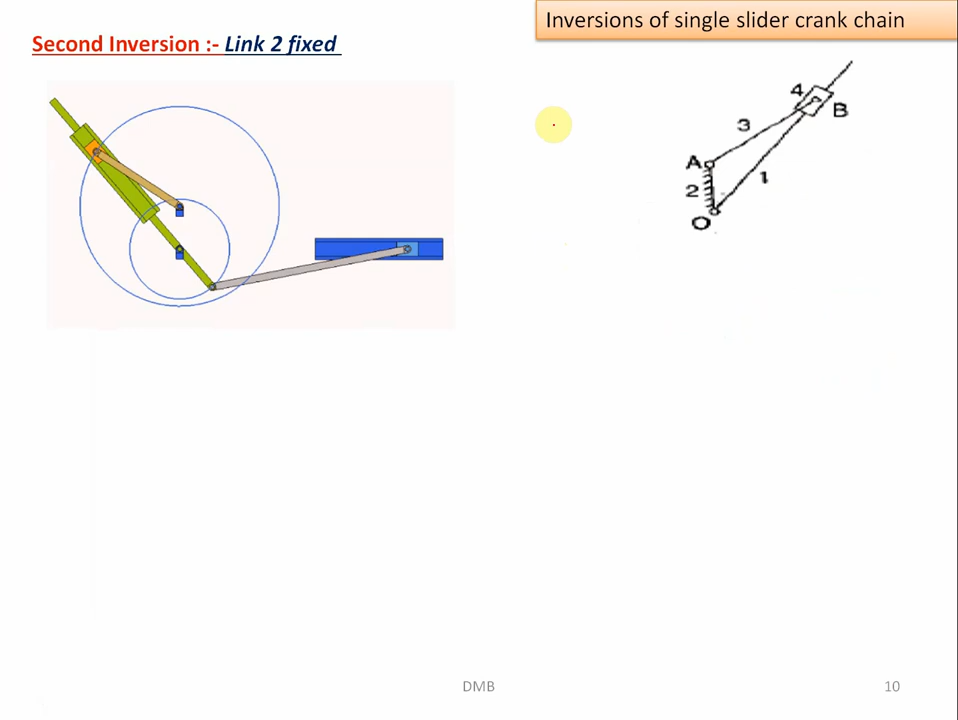 Inversions of single slider crank chain
Second Inversion :- Link 2 fixed
4
B
3
A
1
2
O
DMB
10